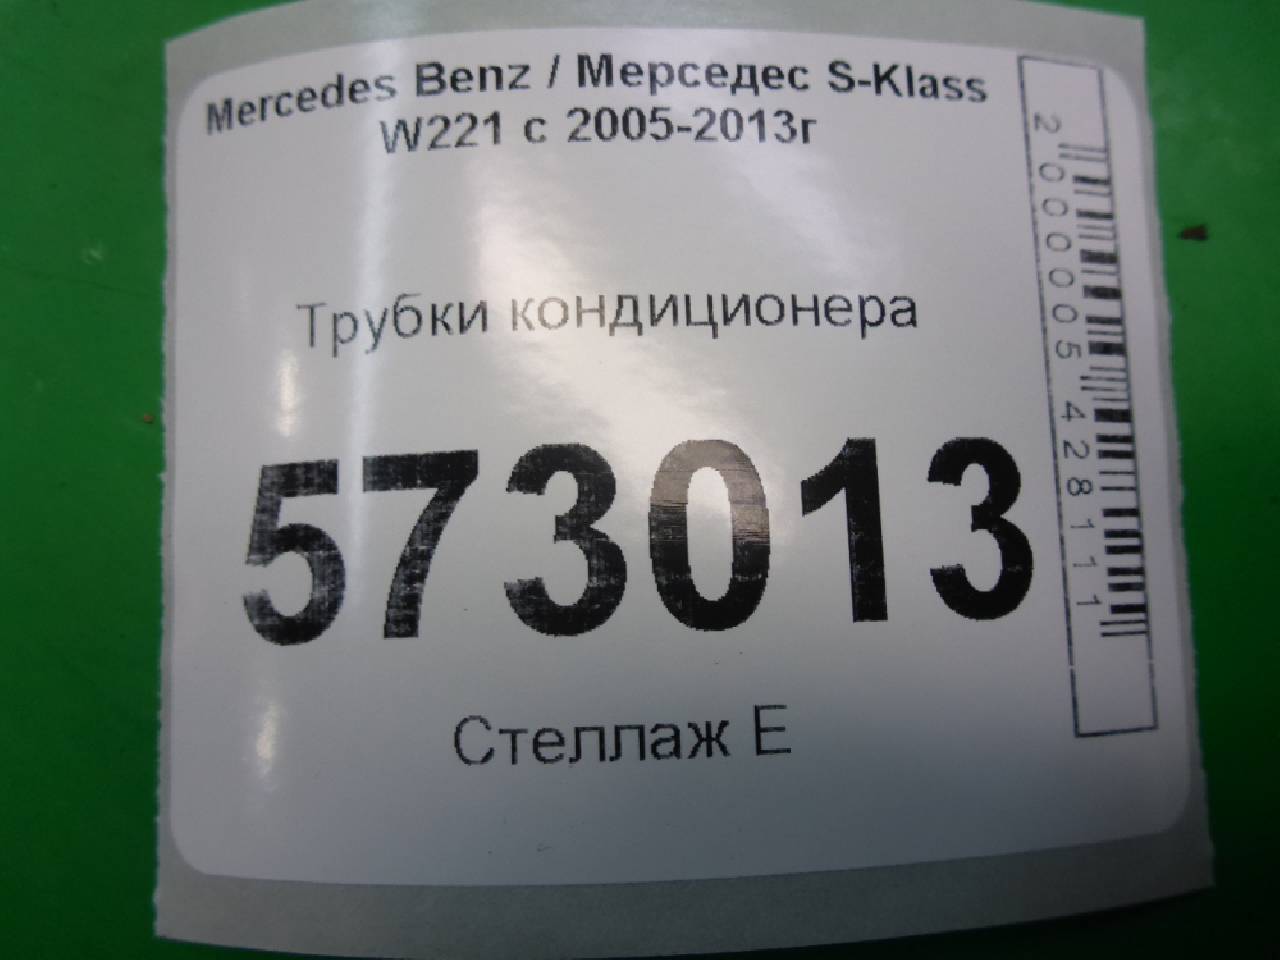 Mercedes Benz / Мерседес S-Klass
W221 с 2005-2013г
Трубки кондиционера
573013
Стеллаж Е
2000005428111